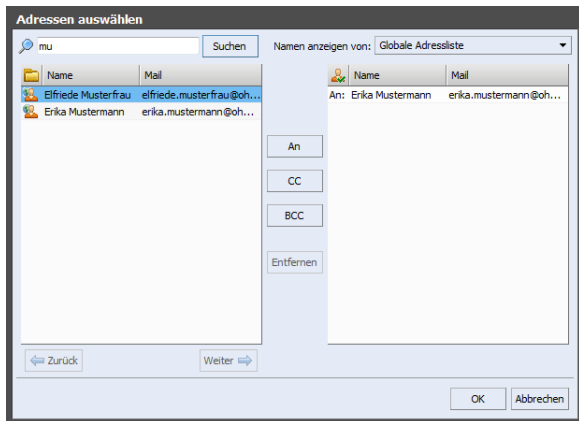 Adressen auswählen
mu Suchen Namen anzeigen von: Globale Adressliste
Name Mail Name Mail
Elfriede Musterfrau elfriede.musterfrau@oh... An: Erika Mustermann erika.mustermann@oh...
Erika Mustermann erika.mustermann@oh...
An
CC
BCC
Entfernen
Zurück Weiter
OK Abbrechen